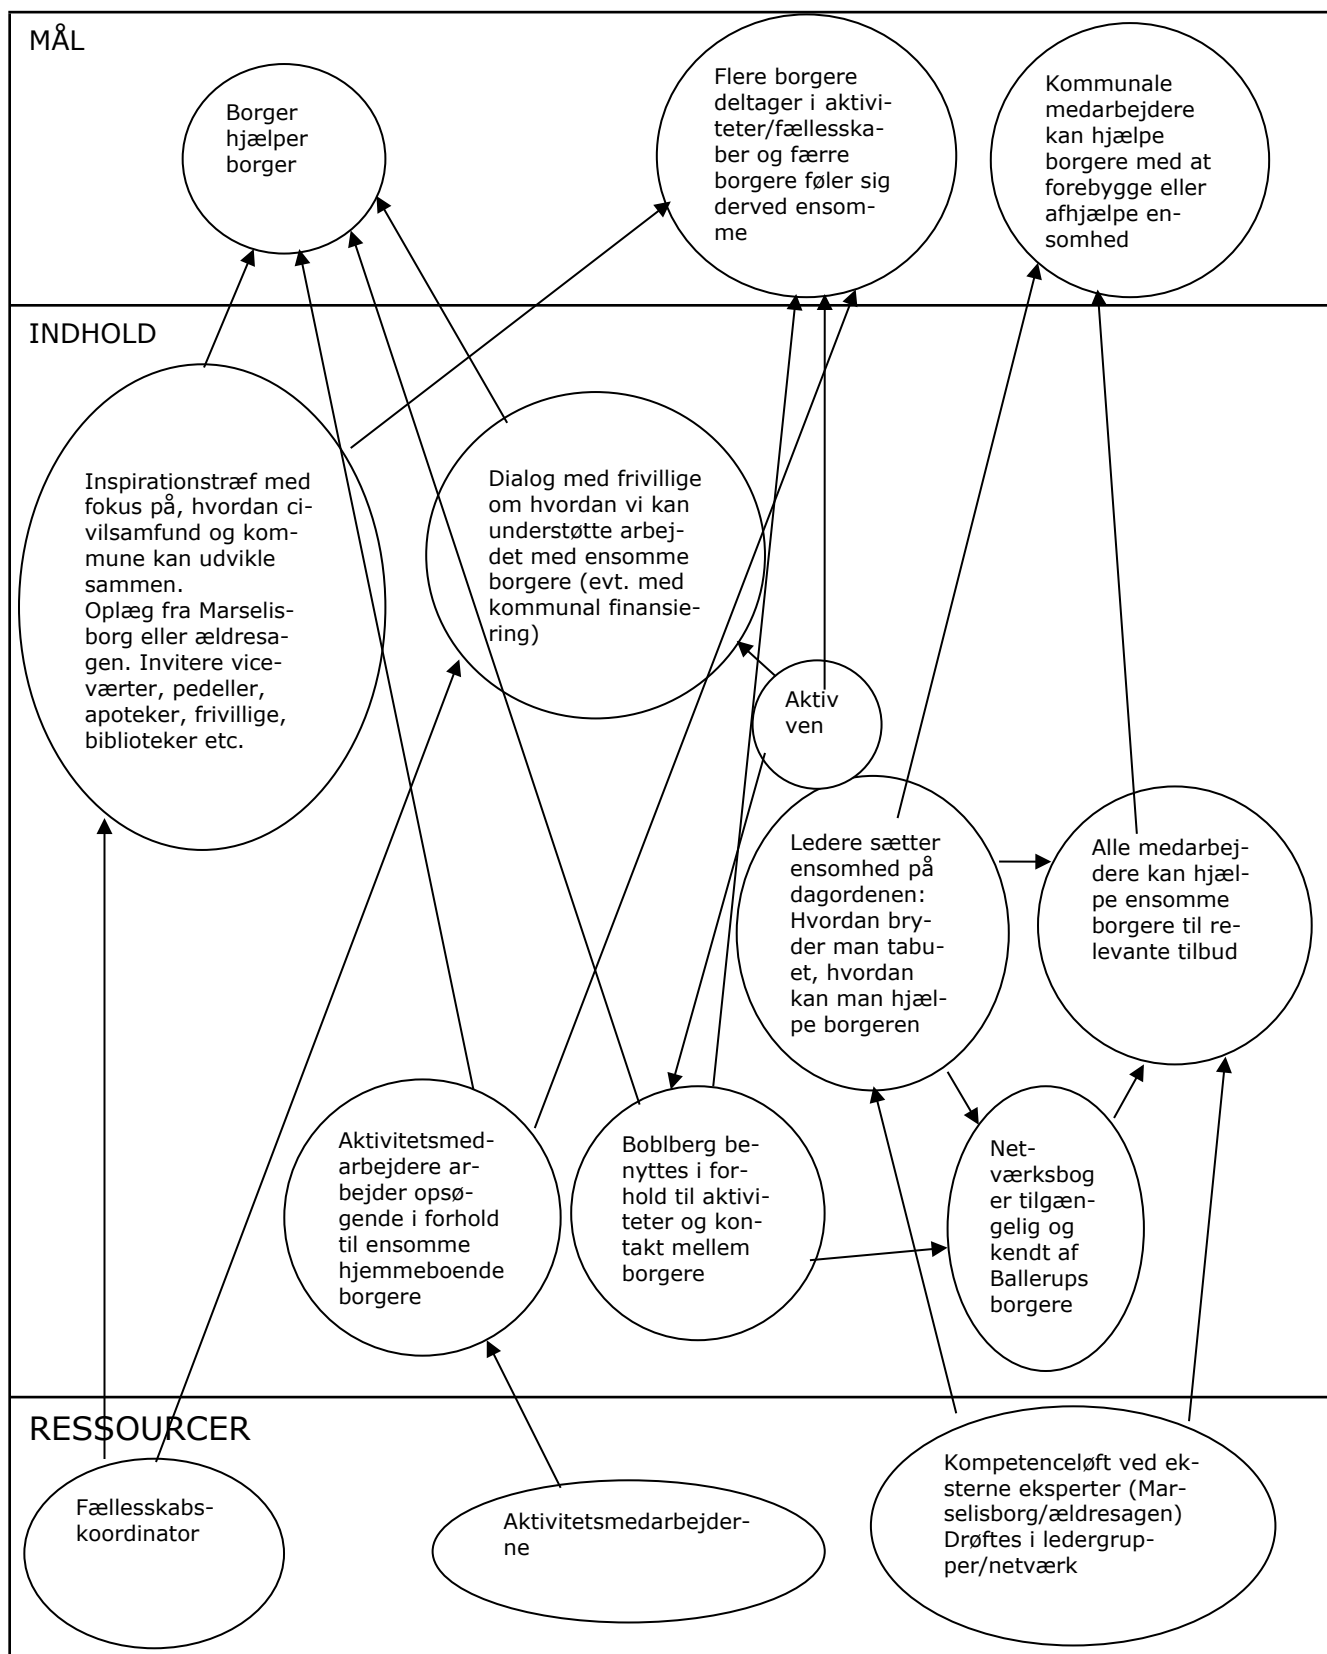 MÅL
Borger
hjælper
borger
Flere borgere
deltager i aktivi-
teter/fællesska-
ber og færre
borgere føler sig
derved ensom-
me
Kommunale
medarbejdere
kan hjælpe
borgere med at
forebygge eller
afhjælpe en-
somhed
INDHOLD
Inspirationstræf med
fokus på, hvordan ci-
vilsamfund og kom-
mune kan udvikle
sammen.
Oplæg fra Marselis-
borg eller ældresa-
gen. Invitere vice-
værter, pedeller,
apoteker, frivillige,
biblioteker etc.
Dialog med frivillige
om hvordan vi kan
understøtte arbej-
det med ensomme
borgere (evt. med
kommunal finansie-
ring)
Aktiv
ven
Ledere sætter
ensomhed på
dagordenen:
Hvordan bry-
der man tabu-
et, hvordan
kan man hjæl-
pe borgeren
Alle medarbej-
dere kan hjæl-
pe ensomme
borgere til re-
levante tilbud
Aktivitetsmed-
arbejdere ar-
bejder opsø-
gende i forhold
til ensomme
hjemmeboende
borgere
Boblberg be-
nyttes i for-
hold til aktivi-
teter og kon-
takt mellem
borgere
Net-
værksbog
er tilgæn-
gelig og
kendt af
Ballerups
borgere
RESSOURCER
Fællesskabs-
koordinator
Aktivitetsmedarbejder-
ne
Kompetenceløft ved ek-
sterne eksperter (Mar-
selisborg/ældresagen)
Drøftes i ledergrup-
per/netværk